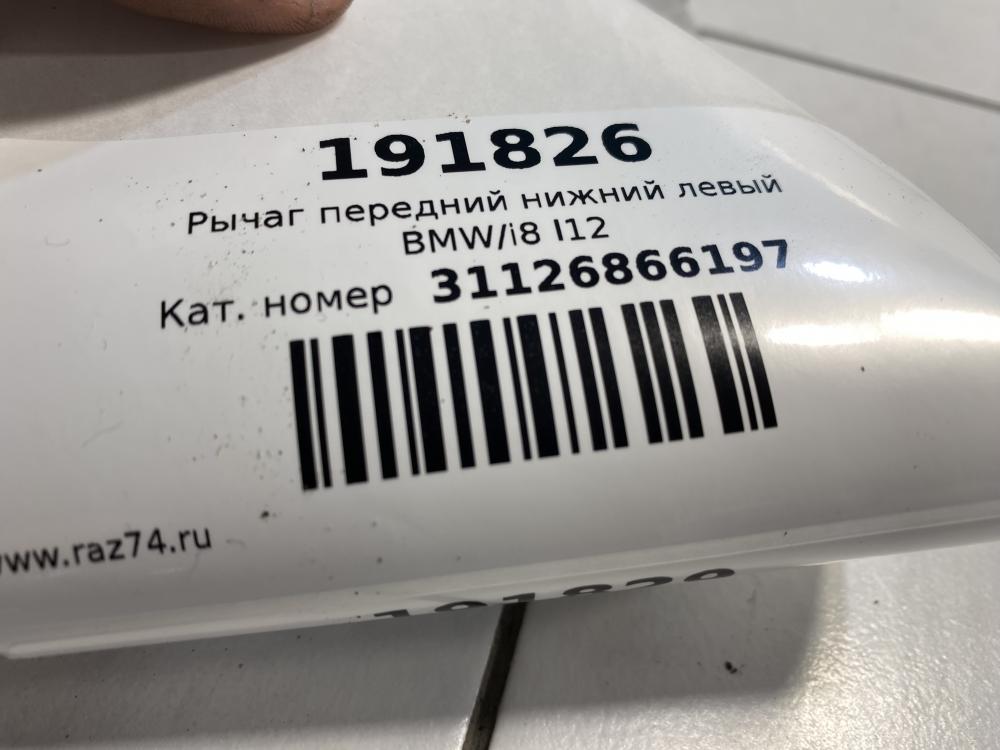 191826
Рычаг передний нижний левый
BMW/i8 I12
Кат. номер 31126866197
www.raz74.ru